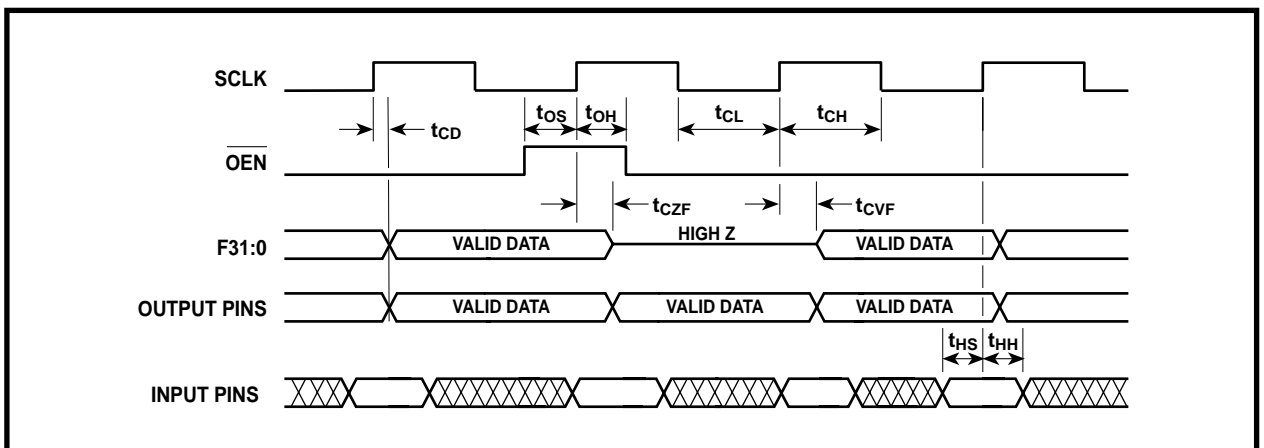 SCLK
tOS tOH tCL tCH
tCD
OEN
tCZF tCVF
F31:0 VALID DATA HIGH Z VALID DATA
OUTPUT PINS VALID DATA VALID DATA VALID DATA
tHS tHH
INPUT PINS